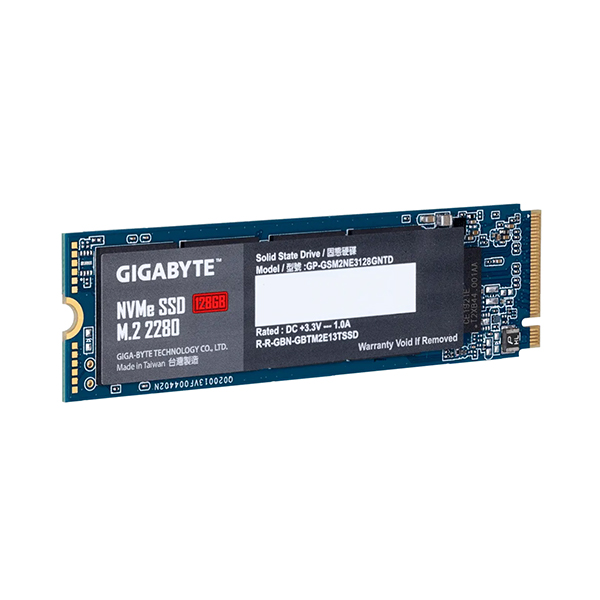 GIGABYTE™
NVMe SSD 128GB
M.2 2280
GIGA-BYTE TECHNOLOGY CO., LTD.
Made in Taiwan 台灣製造
Solid State Drive / 固態硬碟
Model / 型號 :GP-GSM2NE3128GNTD
Rated : DC +3.3V ⎓ 1.0A
R-R-GBN-GBTM2E13TSSD
Warranty Void If Removed
Q020013VF004402N